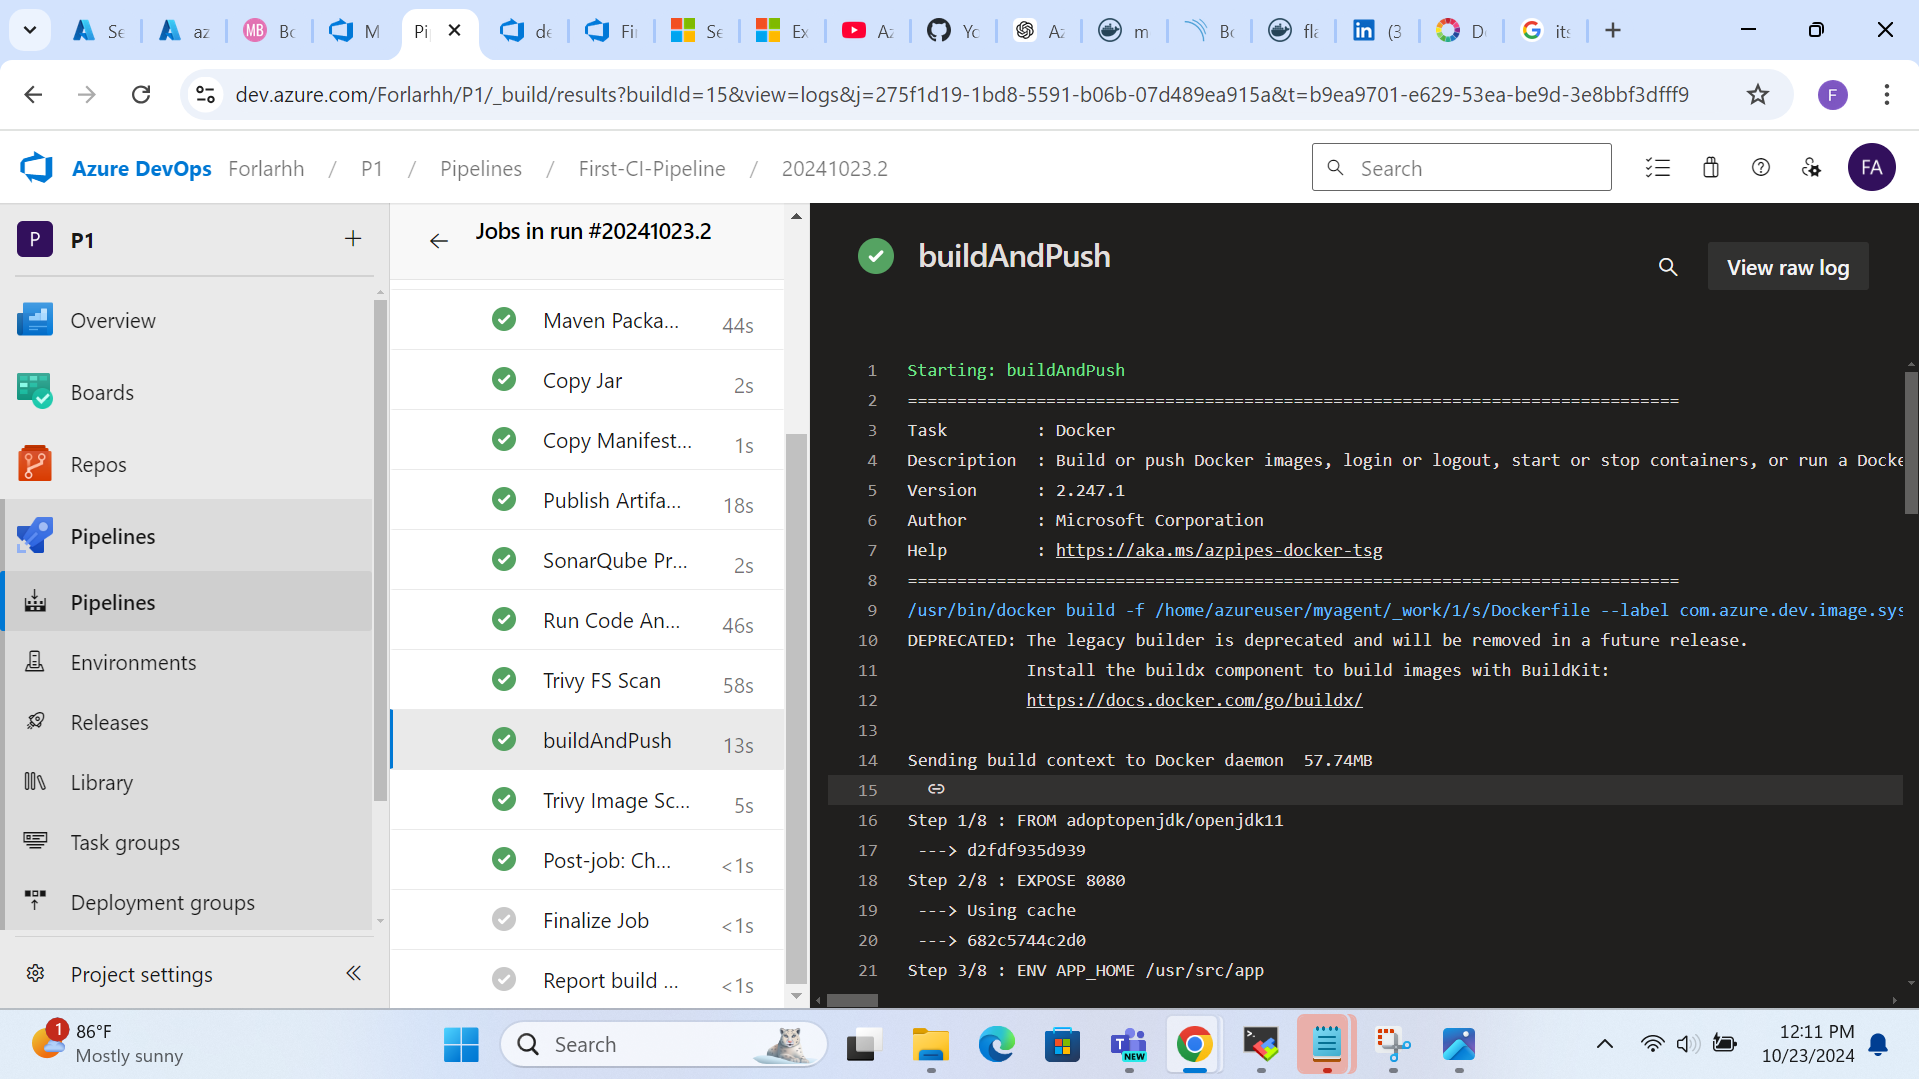 Se
az
MB
Bo
M
Pi
de
Fi
Se
Ex
Az
Yo
Az
m
Bo
fla
(3
De
its
dev.azure.com/Forlarhh/P1/_build/results?buildId=15&view=logs&j=275f1d19-1bd8-5591-b06b-07d489ea915a&t=b9ea9701-e629-53ea-be9d-3e8bbf3dfff9
F
Azure DevOps Forlarhh / P1 / Pipelines / First-CI-Pipeline / 20241023.2
Search
FA
P P1
Overview
Boards
Repos
Pipelines
Pipelines
Environments
Releases
Library
Task groups
Deployment groups
Project settings
Jobs in run #20241023.2
Maven Packa... 44s
Copy Jar 2s
Copy Manifest... 1s
Publish Artifa... 18s
SonarQube Pr... 2s
Run Code An... 46s
Trivy FS Scan 58s
buildAndPush 13s
Trivy Image Sc... 5s
Post-job: Ch... <1s
Finalize Job <1s
Report build ... <1s
buildAndPush
View raw log
1 Starting: buildAndPush
2 ==============================================================================
3 Task : Docker
4 Description : Build or push Docker images, login or logout, start or stop containers, or run a Docke
5 Version : 2.247.1
6 Author : Microsoft Corporation
7 Help : https://aka.ms/azpipes-docker-tsg
8 ==============================================================================
9 /usr/bin/docker build -f /home/azureuser/myagent/_work/1/s/Dockerfile --label com.azure.dev.image.sys
10 DEPRECATED: The legacy builder is deprecated and will be removed in a future release.
11 Install the buildx component to build images with BuildKit:
12 https://docs.docker.com/go/buildx/
13
14 Sending build context to Docker daemon 57.74MB
15
16 Step 1/8 : FROM adoptopenjdk/openjdk11
17 ---> d2fdf935d939
18 Step 2/8 : EXPOSE 8080
19 ---> Using cache
20 ---> 682c5744c2d0
21 Step 3/8 : ENV APP_HOME /usr/src/app
1
86°F
Mostly sunny
Search
NEW
12:11 PM
10/23/2024